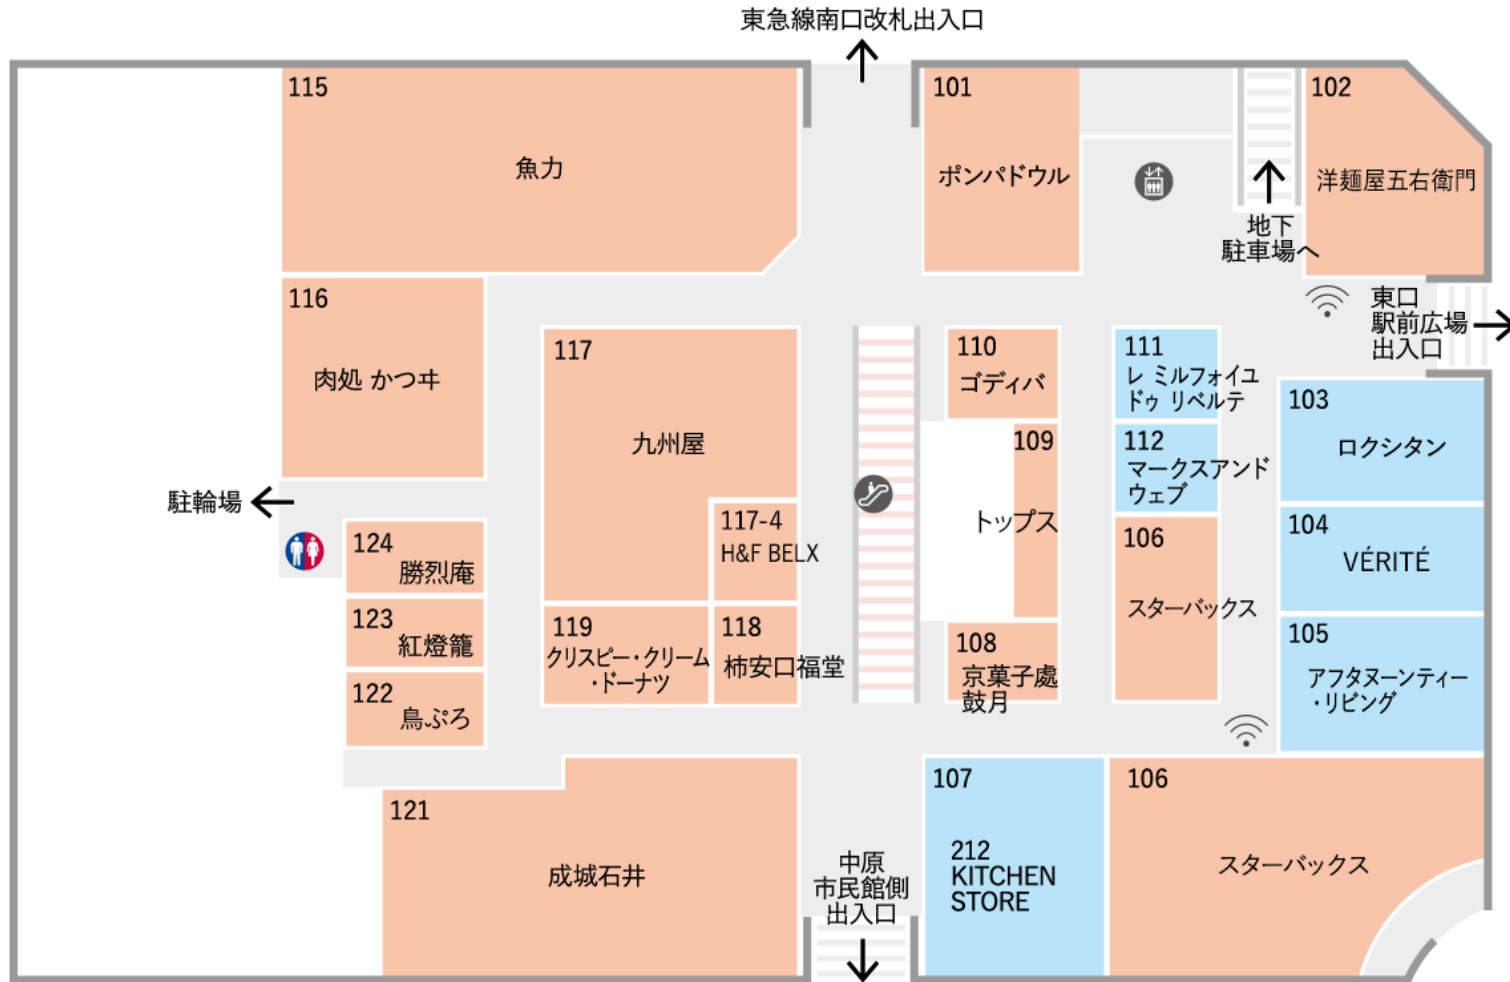 東急線南口改札出入口
115
魚力
101
ポンパドウル
102
洋麺屋五右衛門
地下
駐車場へ
東口
駅前広場
出入口
116
肉処 かつヰ
117
九州屋
110
ゴディバ
111
レ ミルフォイユ
ドゥ リベルテ
103
ロクシタン
109
トップス
112
マークスアンド
ウェブ
駐輪場
117-4
H&F BELX
106
スターバックス
104
VÉRITÉ
124
勝烈庵
123
紅燈籠
122
鳥ぷろ
119
クリスピー・クリーム
・ドーナツ
118
柿安口福堂
108
京菓子處
鼓月
105
アフタヌーンティー
・リビング
121
成城石井
中原
市民館側
出入口
107
212
KITCHEN
STORE
106
スターバックス